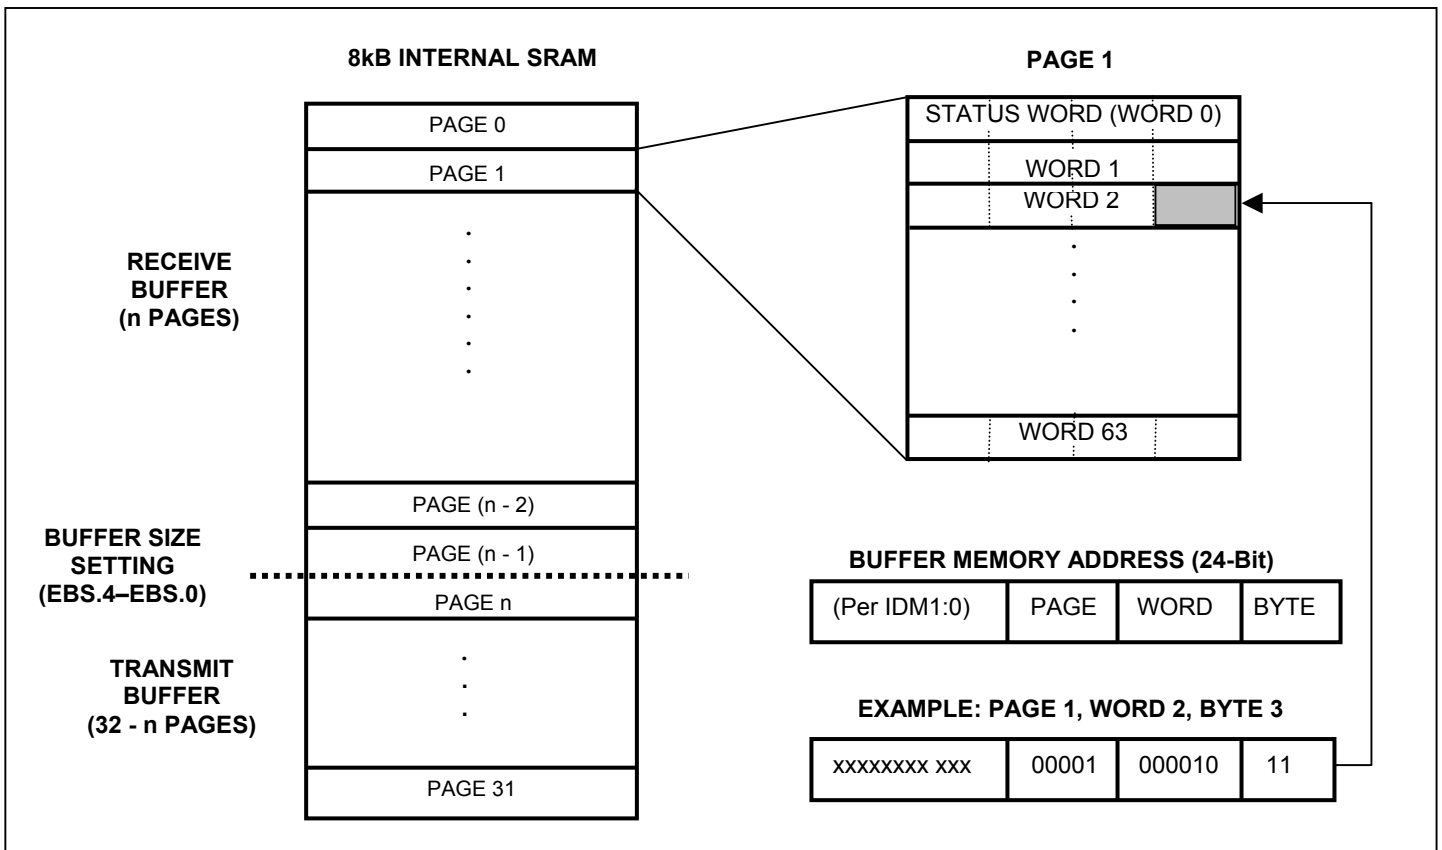 8kB INTERNAL SRAM
PAGE 0
PAGE 1
RECEIVE
BUFFER
(n PAGES)
PAGE (n - 2)
BUFFER SIZE
SETTING
(EBS.4–EBS.0)
PAGE (n - 1)
PAGE n
TRANSMIT
BUFFER
(32 - n PAGES)
PAGE 31
PAGE 1
STATUS WORD (WORD 0)
WORD 1
WORD 2
WORD 63
BUFFER MEMORY ADDRESS (24-Bit)
(Per IDM1:0) PAGE WORD BYTE
EXAMPLE: PAGE 1, WORD 2, BYTE 3
xxxxxxxx xxx 00001 000010 11